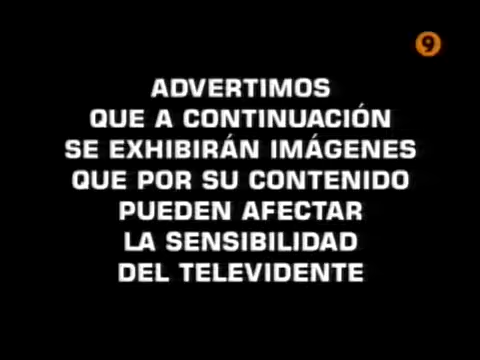 9
ADVERTIMOS
QUE A CONTINUACIÓN
SE EXHIBIRÁN IMÁGENES
QUE POR SU CONTENIDO
PUEDEN AFECTAR
LA SENSIBILIDAD
DEL TELEVIDENTE